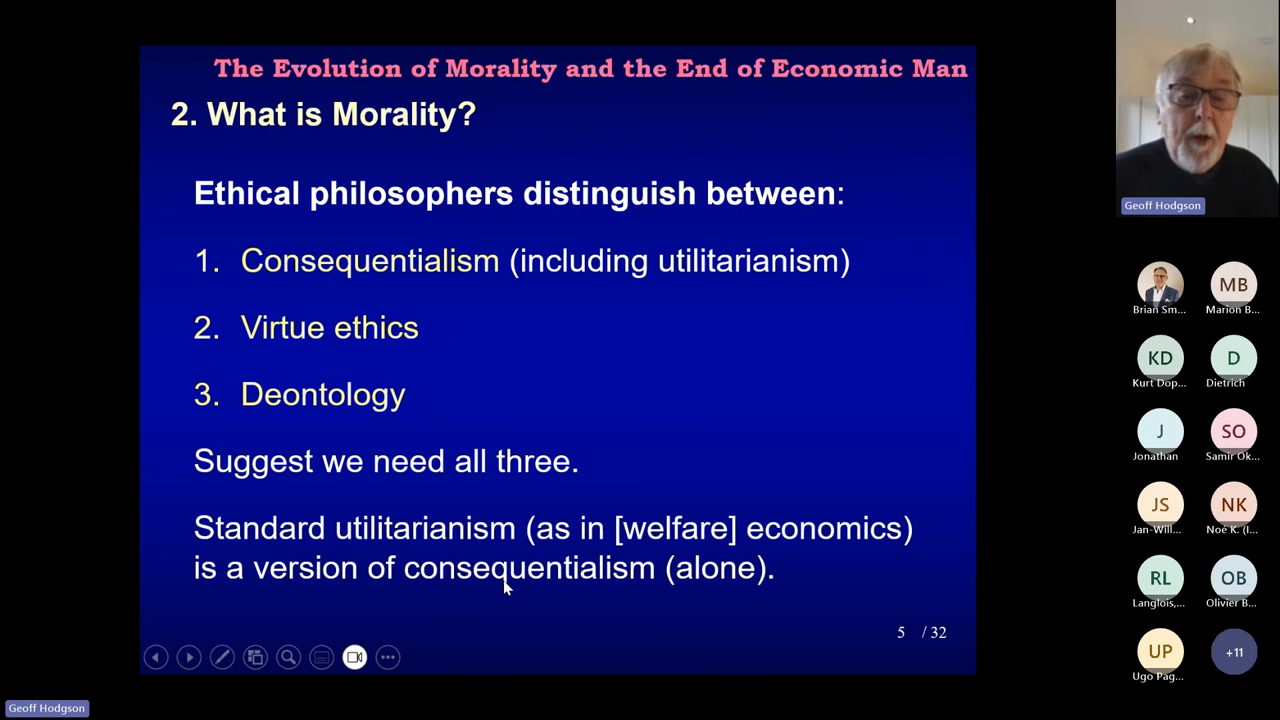 The Evolution of Morality and the End of Economic Man
2. What is Morality?
Ethical philosophers distinguish between:
1. Consequentialism (including utilitarianism)
2. Virtue ethics
3. Deontology
Suggest we need all three.
Standard utilitarianism (as in [welfare] economics)
is a version of consequentialism (alone).
5 / 32
Geoff Hodgson
Brian Sm...
MB
Marion B...
KD
Kurt Dop...
D
Dietrich
J
Jonathan
SO
Samir Ok...
JS
Jan-Will...
NK
Noé K. (I...
RL
Langlois,...
OB
Olivier B...
UP
Ugo Pag...
+11
Geoff Hodgson